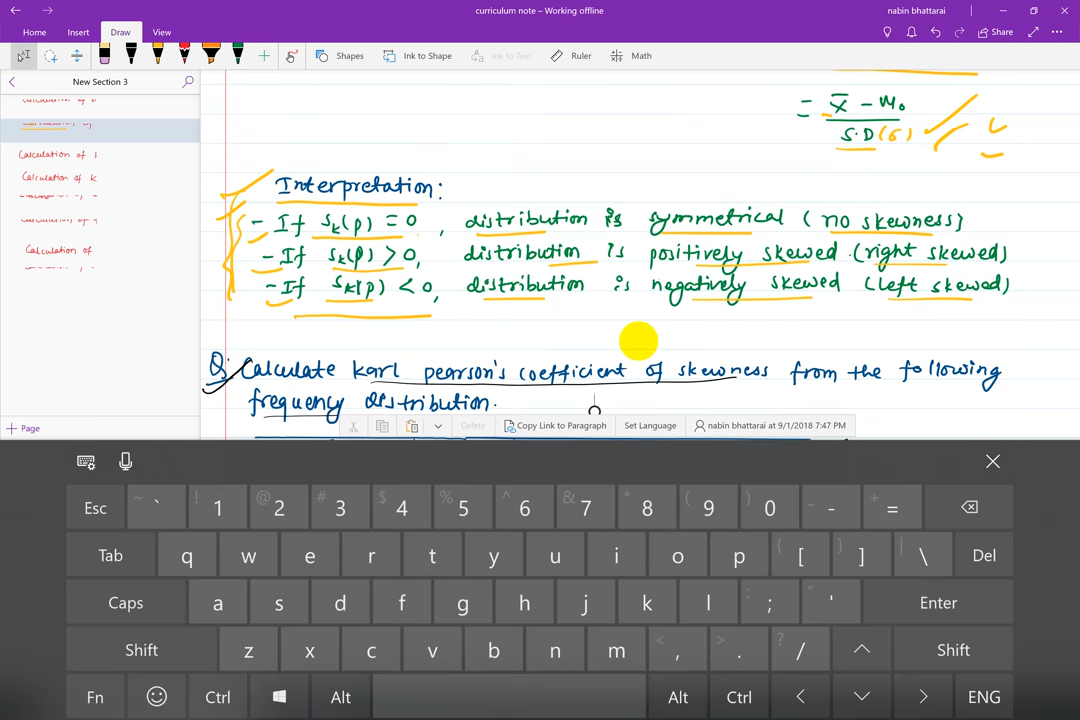 curriculum note – Working offline
nabin bhattarai
Home Insert Draw View
Share
Shapes Ink to Shape Ink to Text Ruler Math
New Section 3
Calculation of
Calculation of
Calculation of k
Calculation of
Calculation of
+ Page
= X̄ - Mo
S.D(σ)
Interpretation:
- If Sk(p) = 0, distribution is symmetrical (no skewness)
- If Sk(p) > 0, distribution is positively skewed (right skewed)
- If Sk(p) < 0, distribution is negatively skewed (left skewed)
Q: Calculate karl pearson's coefficient of skewness from the following
frequency distribution.
Delete Copy Link to Paragraph Set Language nabin bhattarai at 9/1/2018 7:47 PM
Esc ~ ` ! 1 @ 2 # 3 $ 4 % 5 ^ 6 & 7 * 8 ( 9 ) 0 _ - + =
Tab q w e r t y u i o p { [ } ] | \ Del
Caps a s d f g h j k l : ; " ' Enter
Shift z x c v b n m < , > . ? / Shift
Fn Ctrl Alt Alt Ctrl ENG